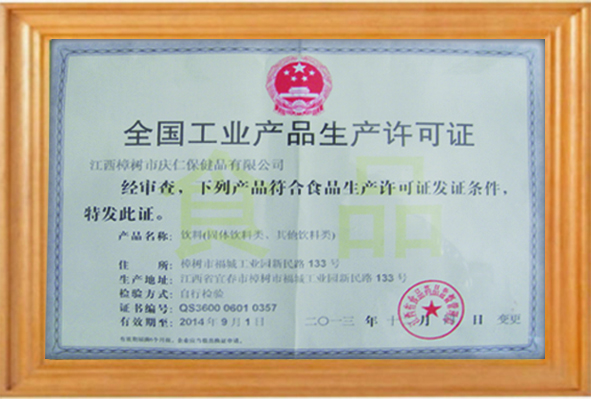 全国工业产品生产许可证
江西樟树市庆仁保健品有限公司
经审查，下列产品符合食品生产许可证发证条件，
特发此证。
食品
产品名称：饮料(固体饮料类、其他饮料类)
住 所：樟树市福城工业园新民路133号
生产地址：江西省宜春市樟树市福城工业园新民路133号
检验方式：自行检验
证书编号：QS3600 0601 0357
有效期至：2014年9月1日
二〇一三年十 月 日 变更